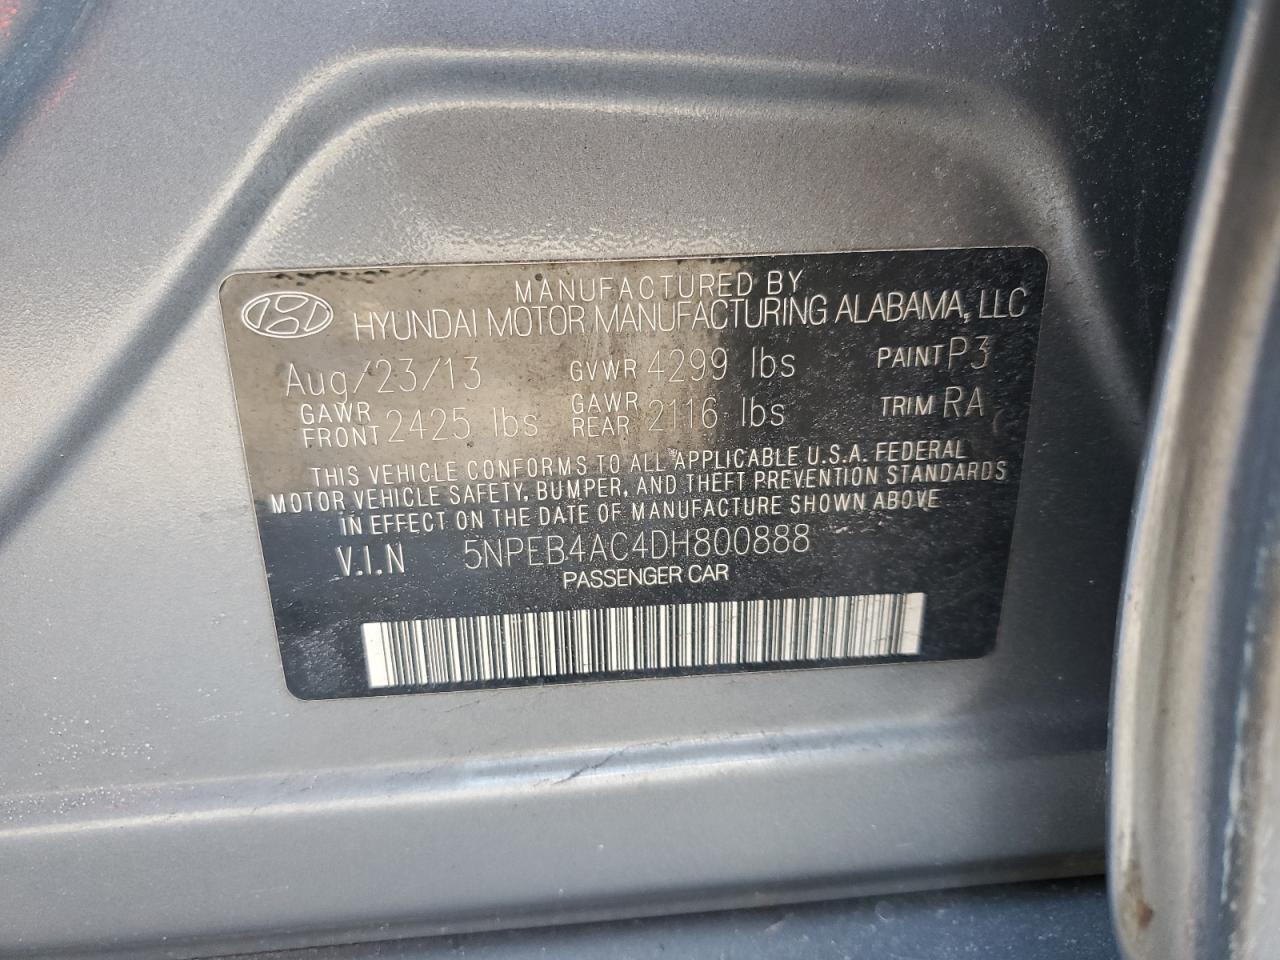 MANUFACTURED BY
HYUNDAI MOTOR MANUFACTURING ALABAMA, LLC
Aug/23/13 GVWR 4299 lbs PAINT P3
GAWR FRONT 2425 lbs GAWR REAR 2116 lbs TRIM RA
THIS VEHICLE CONFORMS TO ALL APPLICABLE U.S.A. FEDERAL
MOTOR VEHICLE SAFETY, BUMPER, AND THEFT PREVENTION STANDARDS
IN EFFECT ON THE DATE OF MANUFACTURE SHOWN ABOVE
V.I.N 5NPEB4AC4DH800888
PASSENGER CAR